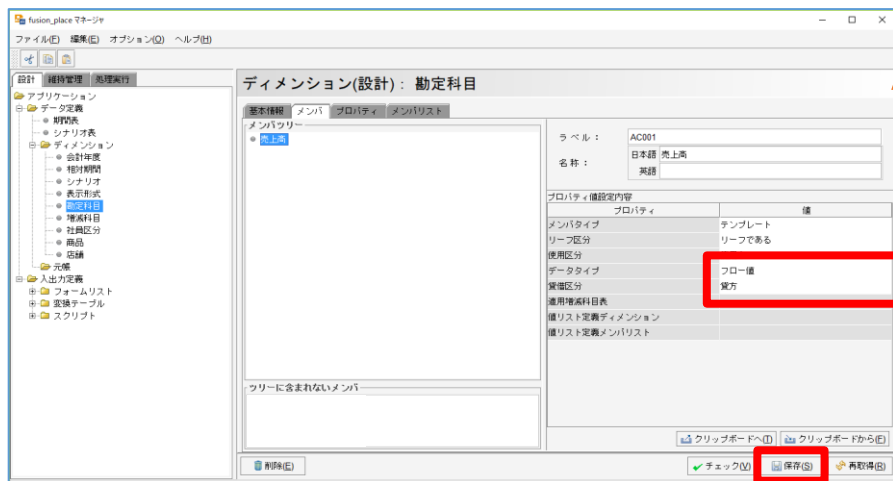 fusion_place マネージャ
ファイル(F) 編集(E) オプション(O) ヘルプ(H)
設計 維持管理 処理実行
アプリケーション
データ定義
期間表
シナリオ表
ディメンション
会計年度
相対期間
シナリオ
表示形式
勘定科目
増減科目
社員区分
商品
店舗
元帳
入出力定義
フォームリスト
変換テーブル
スクリプト
ディメンション(設計)： 勘定科目
基本情報 メンバ プロパティ メンバリスト
メンバツリー
売上高
ツリーに含まれないメンバ
ラベル： AC001
名称： 日本語 売上高
英語
プロパティ値設定内容
プロパティ 値
メンバタイプ テンプレート
リーフ区分 リーフである
使用区分
データタイプ フロー値
貸借区分 貸方
適用増減科目表
値リスト定義ディメンション
値リスト定義メンバリスト
クリップボードへ(T) クリップボードから(F)
削除(E) チェック(V) 保存(S) 再取得(R)